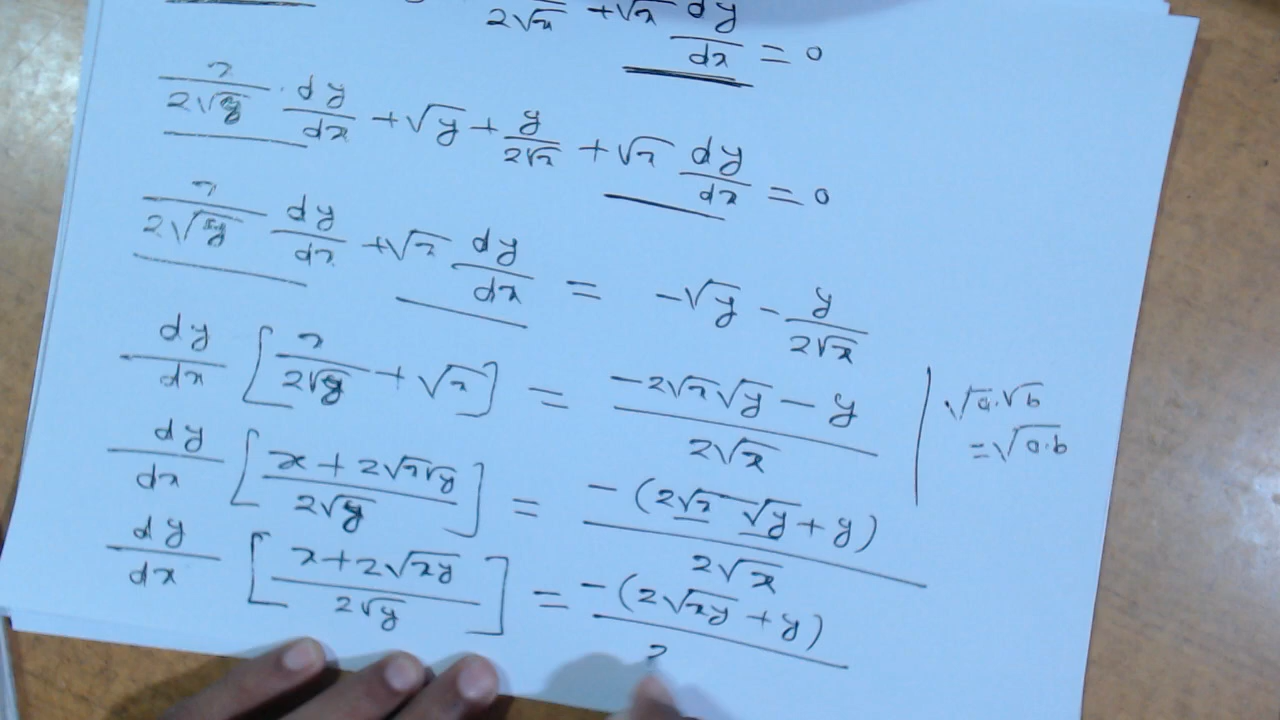 2√x + √x dy/dx = 0
x/2√y · dy/dx + √y + y/2√x + √x dy/dx = 0
x/2√y dy/dx + √x dy/dx = -√y - y/2√x
dy/dx [x/2√y + √x] = -2√x√y - y/2√x
√a·√b
= √a·b
dy/dx [x + 2√x√y/2√y] = -(2√x √y + y)/2√x
dy/dx [x + 2√xy/2√y] = -(2√xy + y)/2